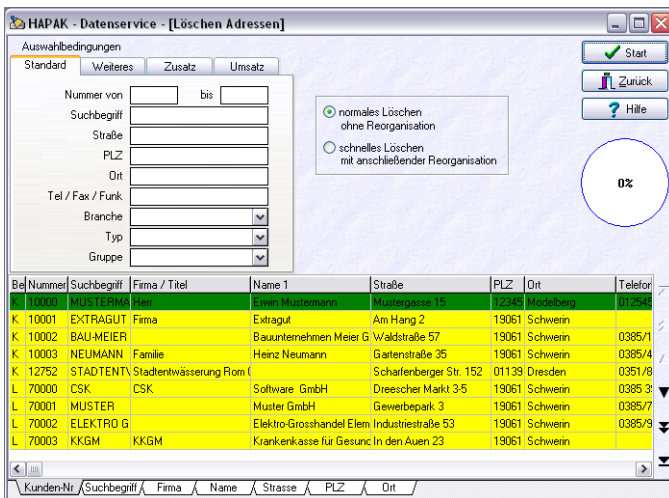 HAPAK - Datenservice - [Löschen Adressen]
Auswahlbedingungen
Standard Weiteres Zusatz Umsatz
Start
Zurück
Hilfe
Nummer von bis
Suchbegriff
Straße
PLZ
Ort
Tel / Fax / Funk
Branche
Typ
Gruppe
normales Löschen
ohne Reorganisation
schnelles Löschen
mit anschließender Reorganisation
0%
Be Nummer Suchbegriff Firma / Titel Name 1 Straße PLZ Ort Telefor
K 10000 MUSTERMA Herr Erwin Mustermann Mustergasse 15 12345 Modelberg 012545
K 10001 EXTRAGUT Firma Extragut Am Hang 2 19061 Schwerin
K 10002 BAU-MEIER Bauunternehmen Meier G Waldstraße 57 19061 Schwerin 0385/1
K 10003 NEUMANN Familie Heinz Neumann Gartenstraße 35 19061 Schwerin 0385/4
K 12752 STADTENTW Stadtentwässerung Rom ( Scharfenberger Str. 152 01139 Dresden 0351/8
L 70000 CSK CSK Software GmbH Dreescher Markt 3-5 19061 Schwerin 0385 3
L 70001 MUSTER Muster GmbH Gewerbepark 3 19061 Schwerin 0385/7
L 70002 ELEKTRO G Elektro-Grosshandel Elem Industriestraße 53 19061 Schwerin 0385/9
L 70003 KKGM KKGM Krankenkasse für Gesund In den Auen 23 19061 Schwerin
Kunden-Nr Suchbegriff Firma Name Strasse PLZ Ort